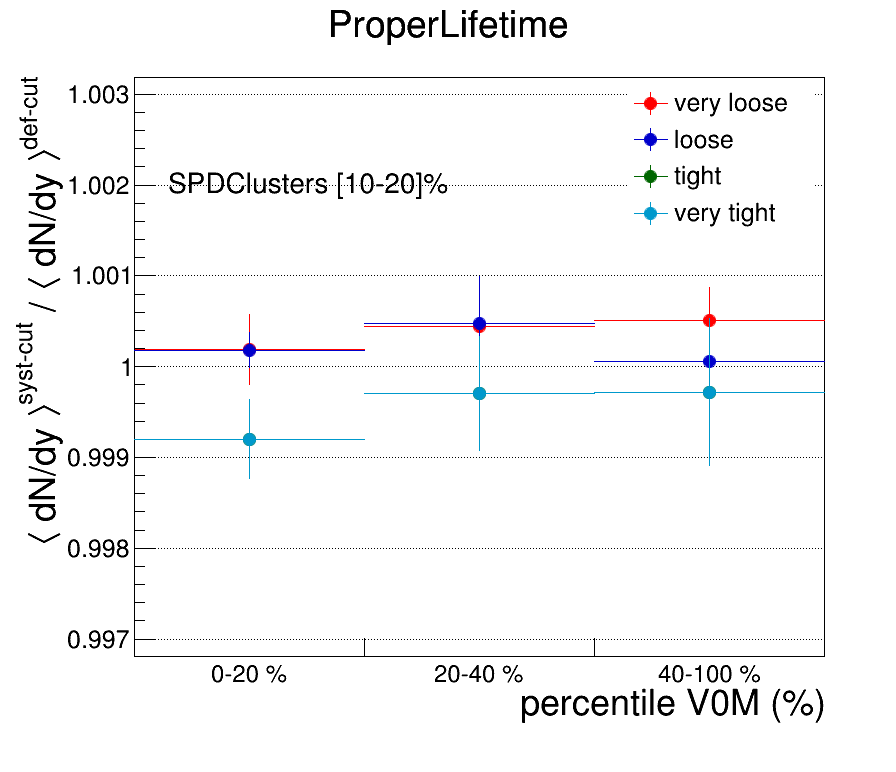 ProperLifetime
⟨ dN/dy ⟩^syst-cut / ⟨ dN/dy ⟩^def-cut
1.003
1.002
1.001
1
0.999
0.998
0.997
SPDClusters [10-20]%
very loose
loose
tight
very tight
0-20 %
20-40 %
40-100 %
percentile V0M (%)